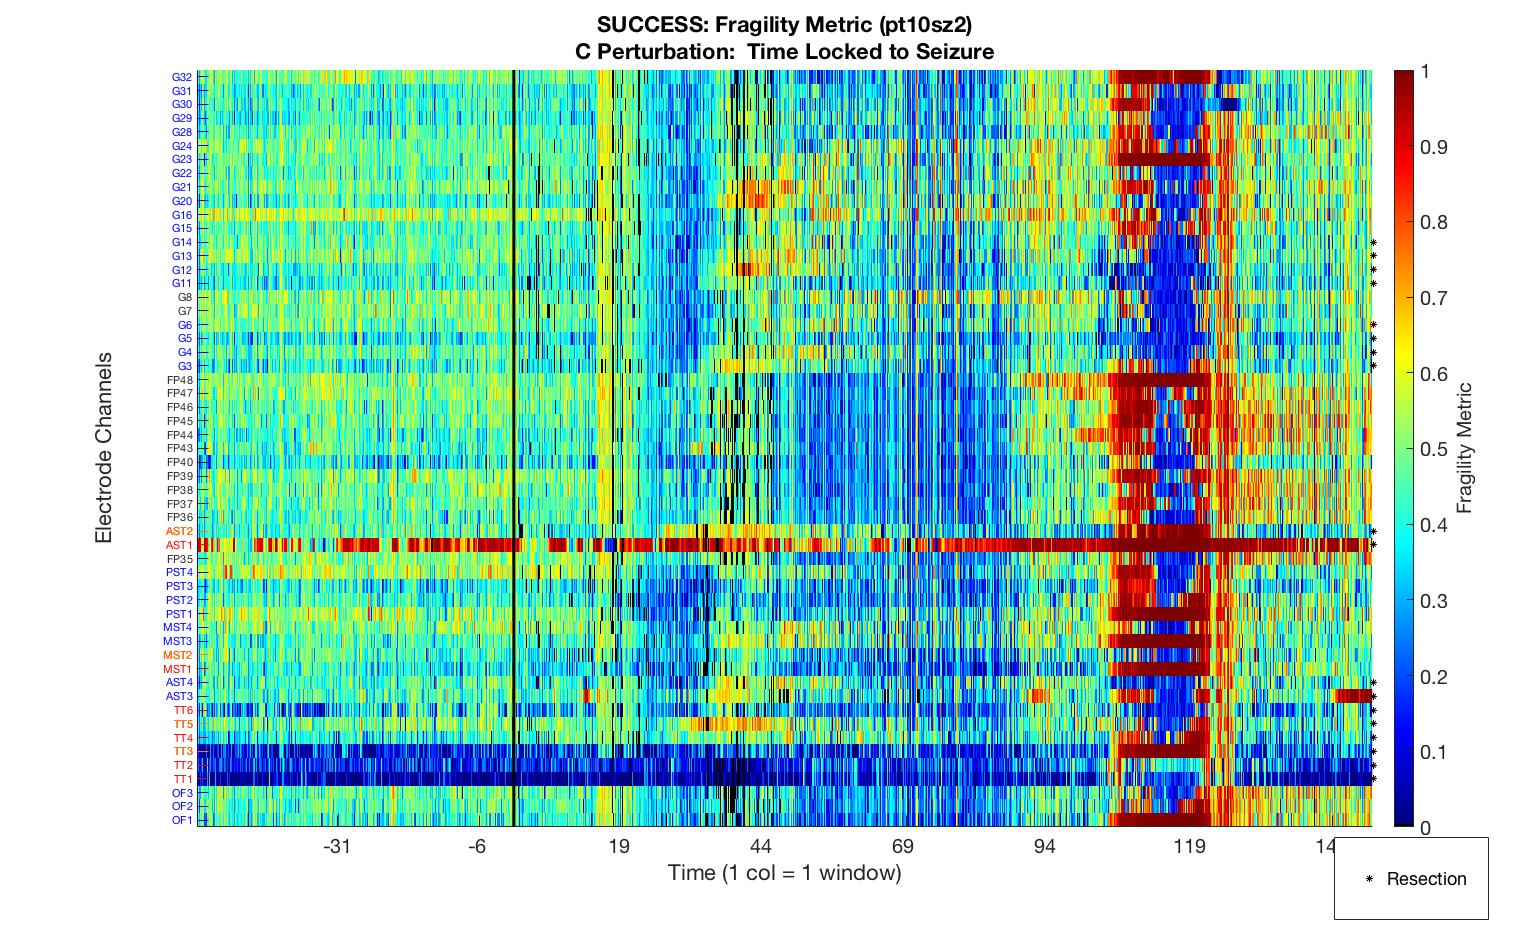 SUCCESS: Fragility Metric (pt10sz2)
C Perturbation: Time Locked to Seizure
Electrode Channels
G32
G31
G30
G29
G28
G24
G23
G22
G21
G20
G16
G15
G14
G13
G12
G11
G8
G7
G6
G5
G4
G3
FP48
FP47
FP46
FP45
FP44
FP43
FP40
FP39
FP38
FP37
FP36
AST2
AST1
FP35
PST4
PST3
PST2
PST1
MST4
MST3
MST2
MST1
AST4
AST3
TT6
TT5
TT4
TT3
TT2
TT1
OF3
OF2
OF1
-31 -6 19 44 69 94 119 14
Time (1 col = 1 window)
1
0.9
0.8
0.7
0.6
0.5
0.4
0.3
0.2
0.1
0
Fragility Metric
* Resection